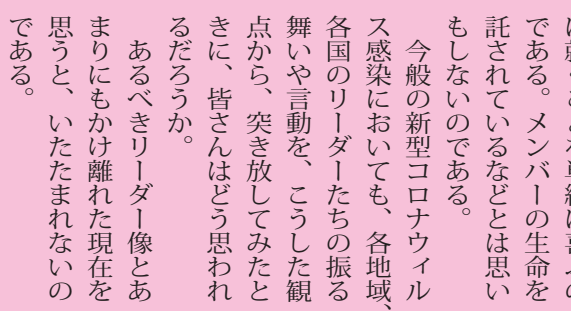 である。メンバーの生命を
託されているなどとは思い
もしないのである。
今般の新型コロナウィル
ス感染においても、各地域、
各国のリーダーたちの振る
舞いや言動を、こうした観
点から、突き放してみたと
きに、皆さんはどう思われ
るだろうか。
あるべきリーダー像とあ
まりにもかけ離れた現在を
思うと、いたたまれないの
である。